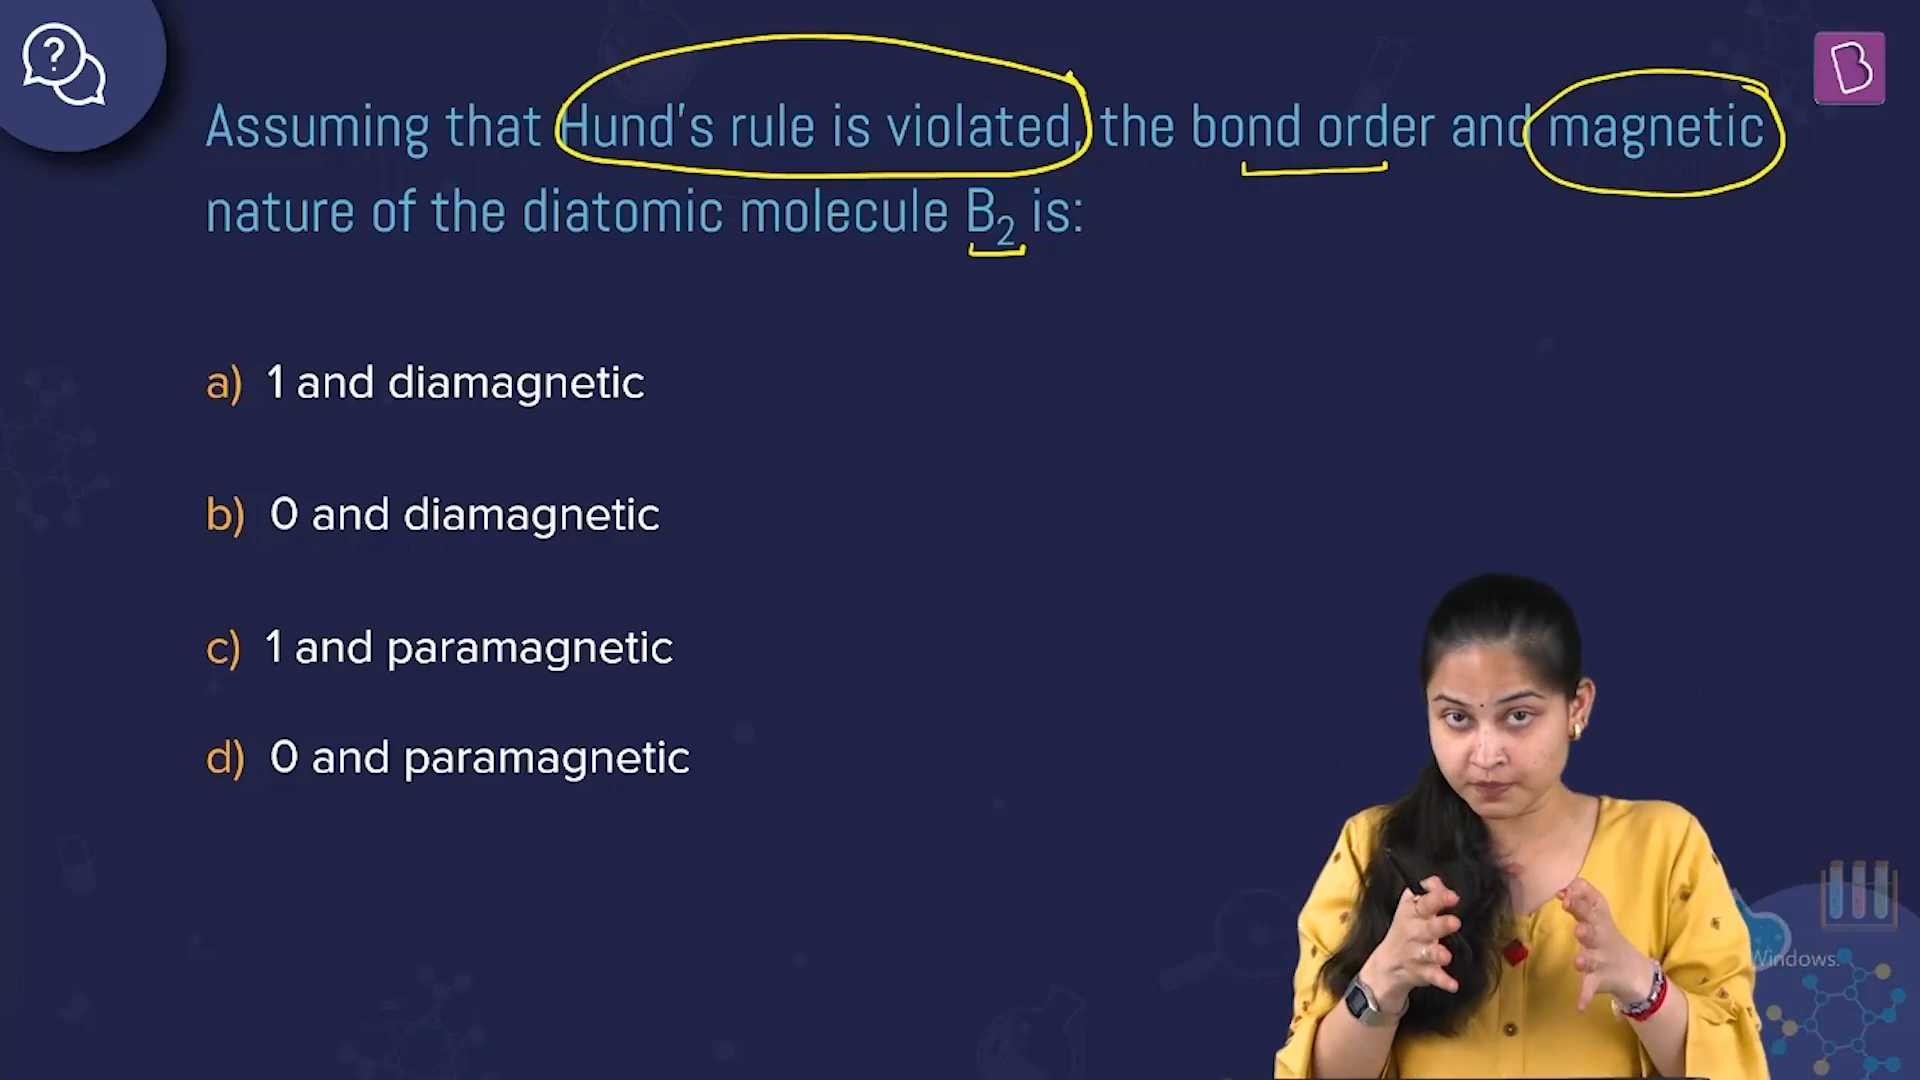 ?
B
Assuming that Hund's rule is violated, the bond order and magnetic
nature of the diatomic molecule B₂ is:
a) 1 and diamagnetic
b) 0 and diamagnetic
c) 1 and paramagnetic
d) 0 and paramagnetic
Windows.